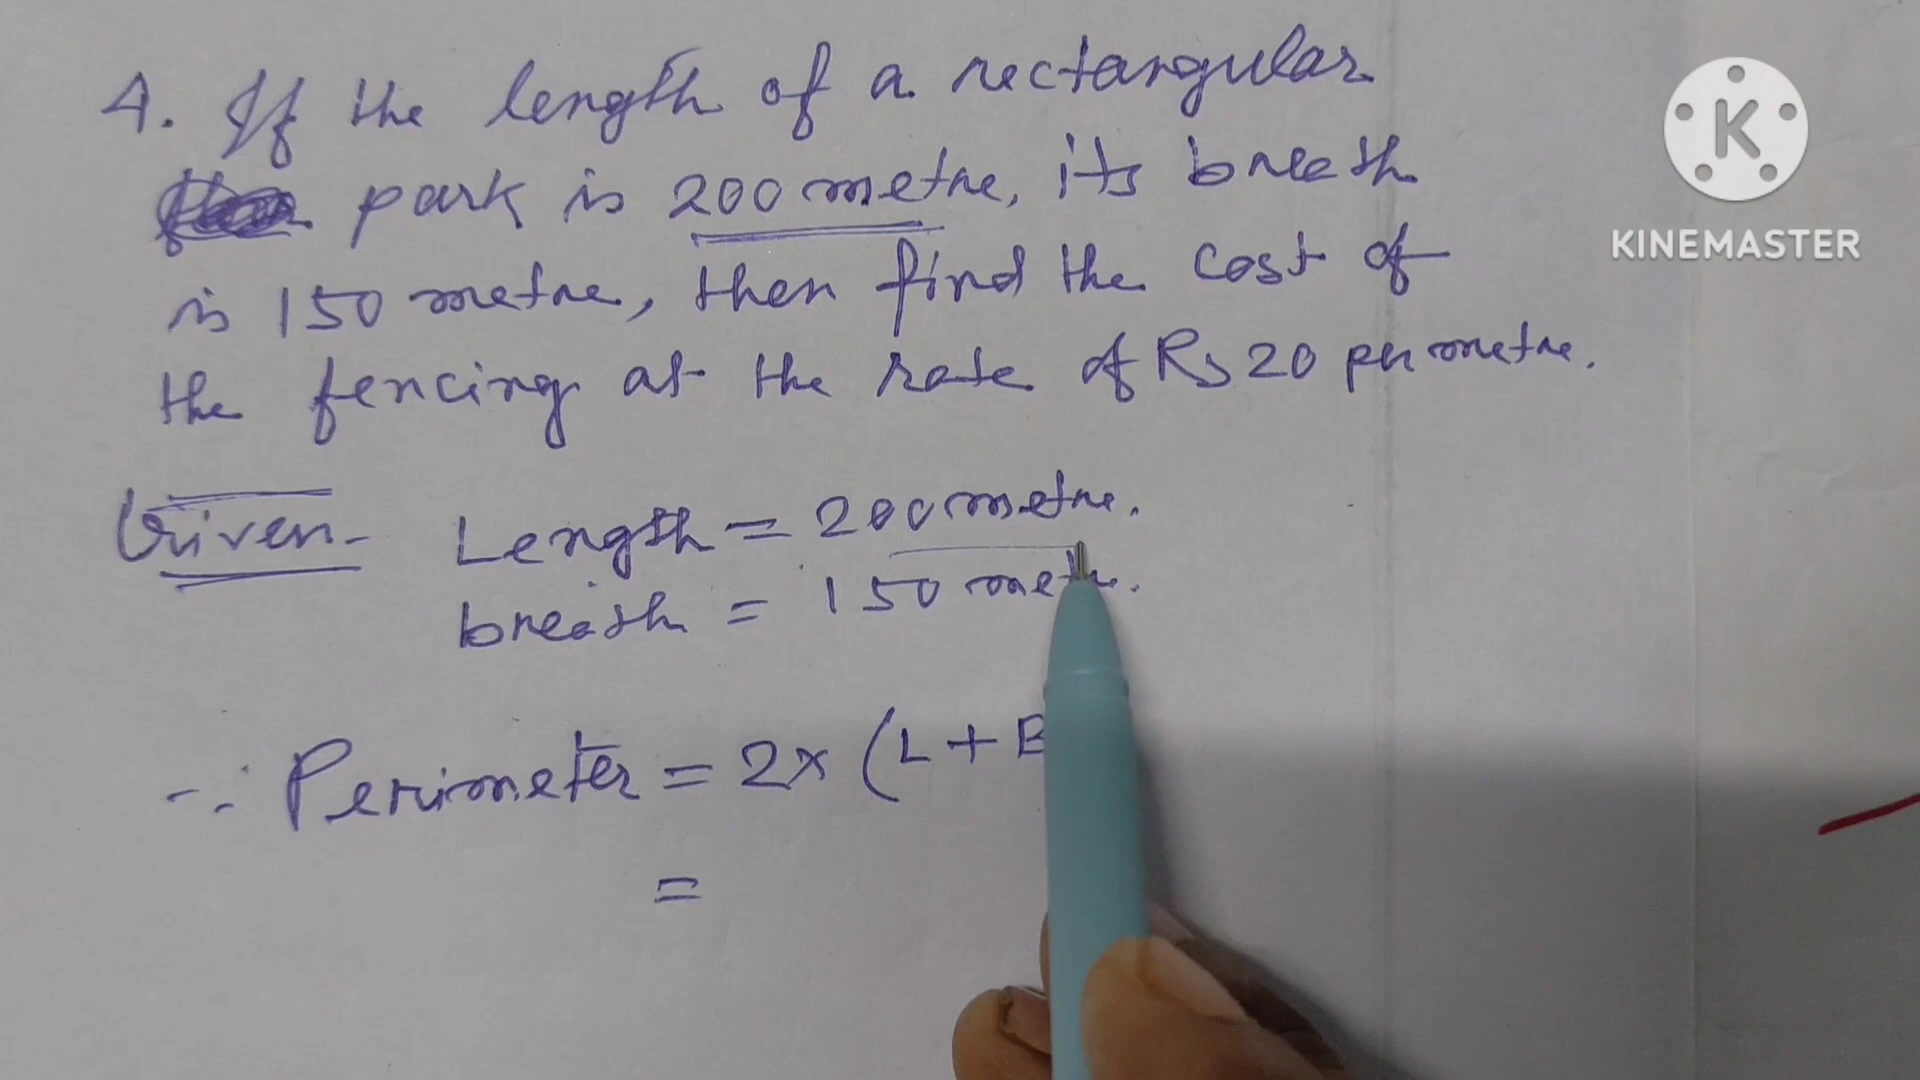 4. If the length of a rectangular
park is 200 metre, its breath
is 150 metre, then find the cost of
the fencing at the rate of Rs 20 per metre.
Given - Length = 200 metre.
breath = 150 metre.
∴ Perimeter = 2x (L + B
=
K
KINEMASTER